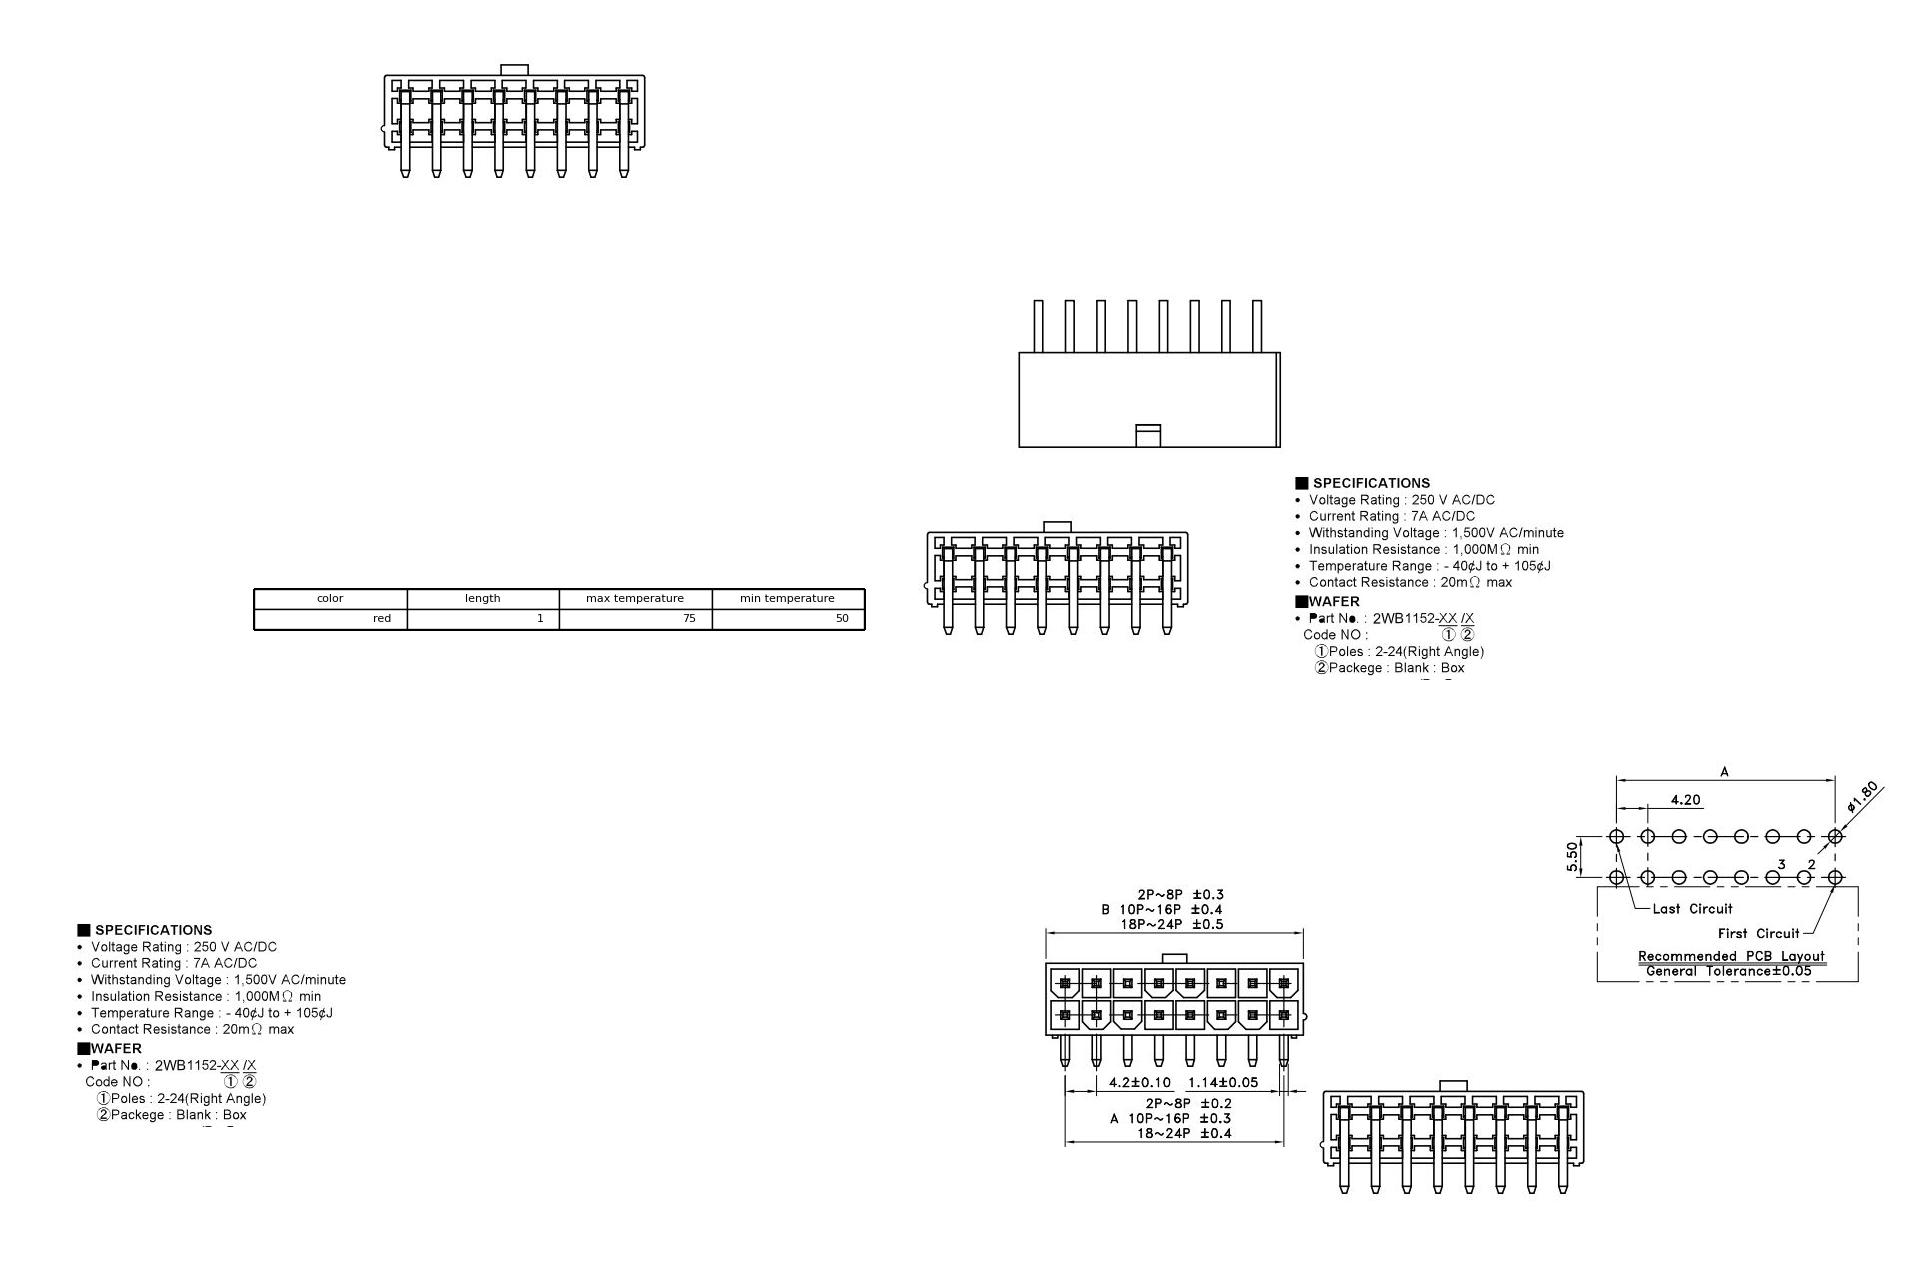 ■ SPECIFICATIONS
• Voltage Rating : 250 V AC/DC
• Current Rating : 7A AC/DC
• Withstanding Voltage : 1,500V AC/minute
• Insulation Resistance : 1,000MΩ min
• Temperature Range : - 40¢J to + 105¢J
• Contact Resistance : 20mΩ max
■WAFER
• Part No. : 2WB1152-XX /X
Code NO : ① ②
①Poles : 2-24(Right Angle)
②Packege : Blank : Box
color length max temperature min temperature
red 1 75 50
A
4.20
ø1.80
5.50
3 2
Last Circuit
First Circuit
Recommended PCB Layout
General Tolerance±0.05
2P~8P ±0.3
B 10P~16P ±0.4
18P~24P ±0.5
4.2±0.10 1.14±0.05
2P~8P ±0.2
A 10P~16P ±0.3
18~24P ±0.4
■ SPECIFICATIONS
• Voltage Rating : 250 V AC/DC
• Current Rating : 7A AC/DC
• Withstanding Voltage : 1,500V AC/minute
• Insulation Resistance : 1,000MΩ min
• Temperature Range : - 40¢J to + 105¢J
• Contact Resistance : 20mΩ max
■WAFER
• Part No. : 2WB1152-XX /X
Code NO : ① ②
①Poles : 2-24(Right Angle)
②Packege : Blank : Box